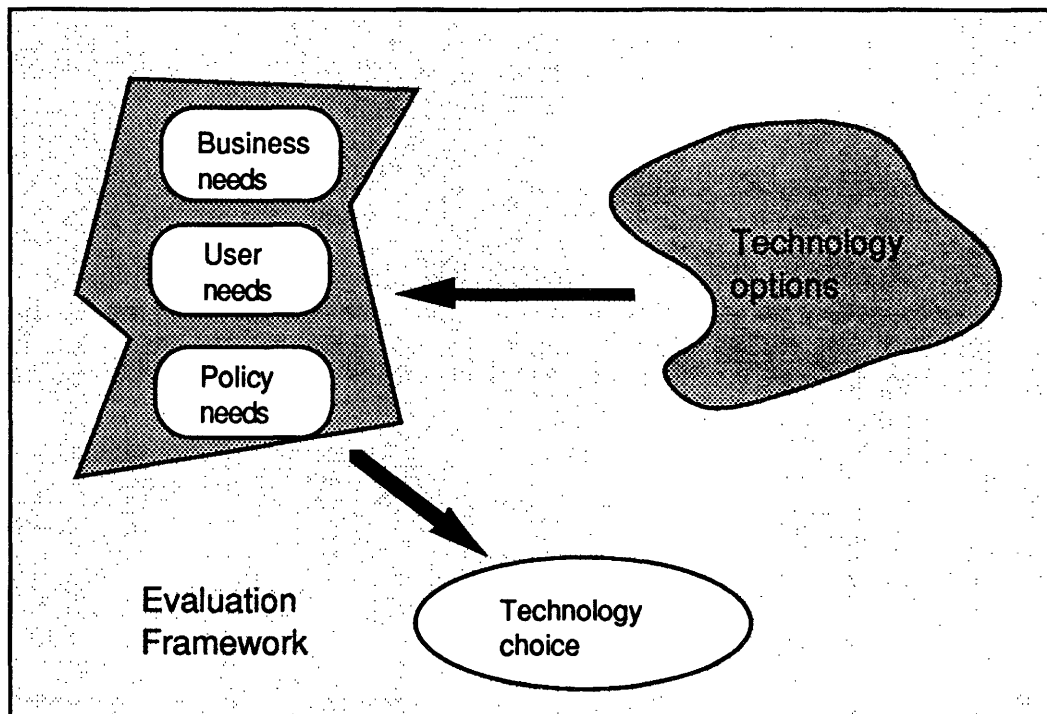 Business
needs
User
needs
Policy
needs
Technology
options
Evaluation
Framework
Technology
choice